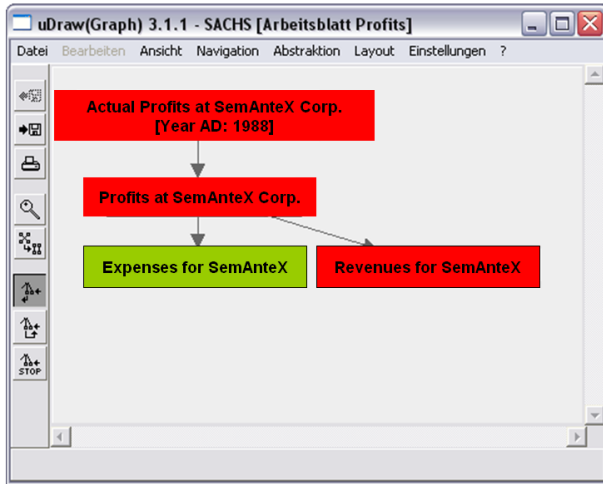 uDraw(Graph) 3.1.1 - SACHS [Arbeitsblatt Profits]
Datei Bearbeiten Ansicht Navigation Abstraktion Layout Einstellungen ?
Actual Profits at SemAnteX Corp.
[Year AD: 1988]
Profits at SemAnteX Corp.
Expenses for SemAnteX
Revenues for SemAnteX
STOP